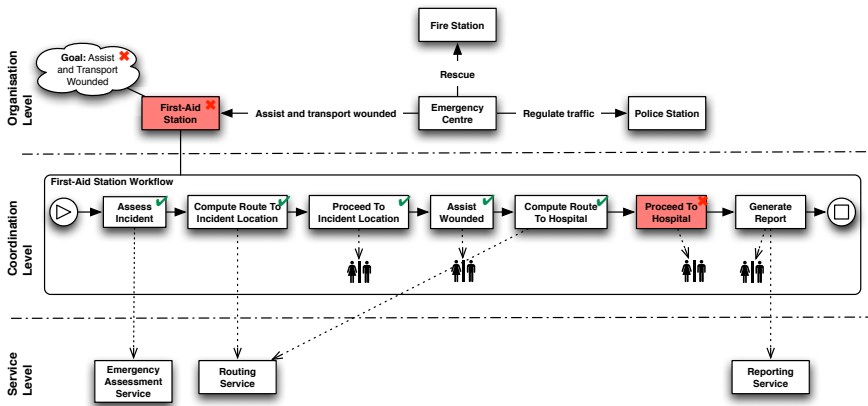 Fire Station
Goal: Assist
and Transport
Wounded
Organisation
Level
Rescue
First-Aid
Station
Assist and transport wounded
Emergency
Centre
Regulate traffic
Police Station
First-Aid Station Workflow
Coordination
Level
Assess
Incident
Compute Route To
Incident Location
Proceed To
Incident Location
Assist
Wounded
Compute Route
To Hospital
Proceed To
Hospital
Generate
Report
Service
Level
Emergency
Assessment
Service
Routing
Service
Reporting
Service